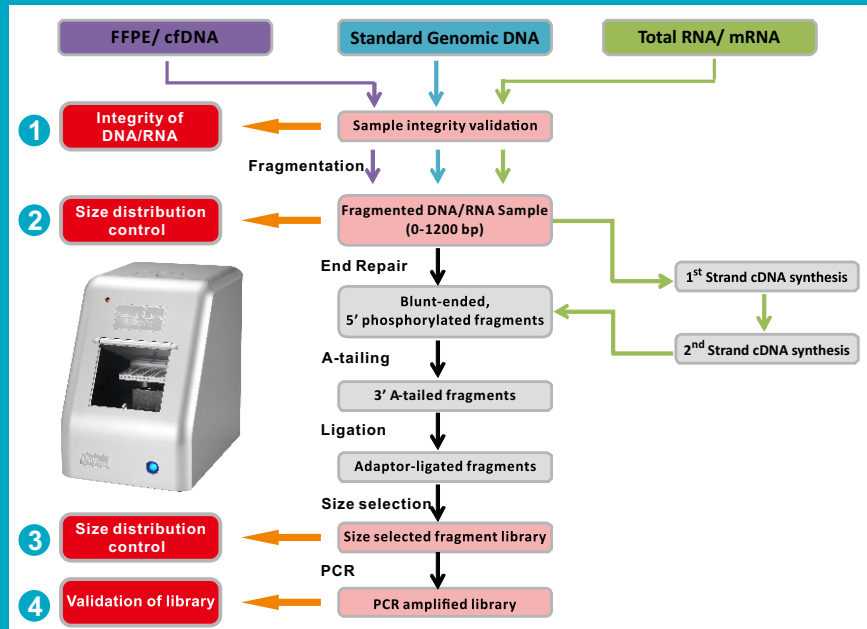 FFPE/ cfDNA
Standard Genomic DNA
Total RNA/ mRNA
1
Integrity of
DNA/RNA
Sample integrity validation
Fragmentation
2
Size distribution
control
Fragmented DNA/RNA Sample
(0-1200 bp)
End Repair
1st Strand cDNA synthesis
Blunt-ended,
5’ phosphorylated fragments
2nd Strand cDNA synthesis
A-tailing
3’ A-tailed fragments
Ligation
Adaptor-ligated fragments
Size selection
3
Size distribution
control
Size selected fragment library
PCR
4
Validation of library
PCR amplified library